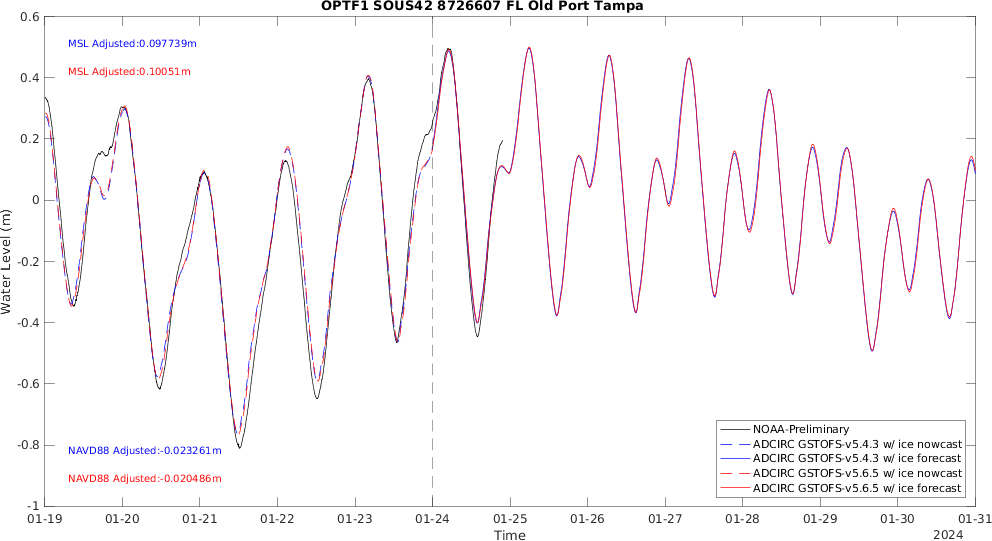 OPTF1 SOUS42 8726607 FL Old Port Tampa
0.6
MSL Adjusted:0.097739m
MSL Adjusted:0.10051m
0.4
0.2
0
-0.2
-0.4
-0.6
-0.8
-1
Water Level (m)
NAVD88 Adjusted:-0.023261m
NAVD88 Adjusted:-0.020486m
NOAA-Preliminary
ADCIRC GSTOFS-v5.4.3 w/ ice nowcast
ADCIRC GSTOFS-v5.4.3 w/ ice forecast
ADCIRC GSTOFS-v5.6.5 w/ ice nowcast
ADCIRC GSTOFS-v5.6.5 w/ ice forecast
01-19 01-20 01-21 01-22 01-23 01-24 01-25 01-26 01-27 01-28 01-29 01-30 01-31
Time
2024